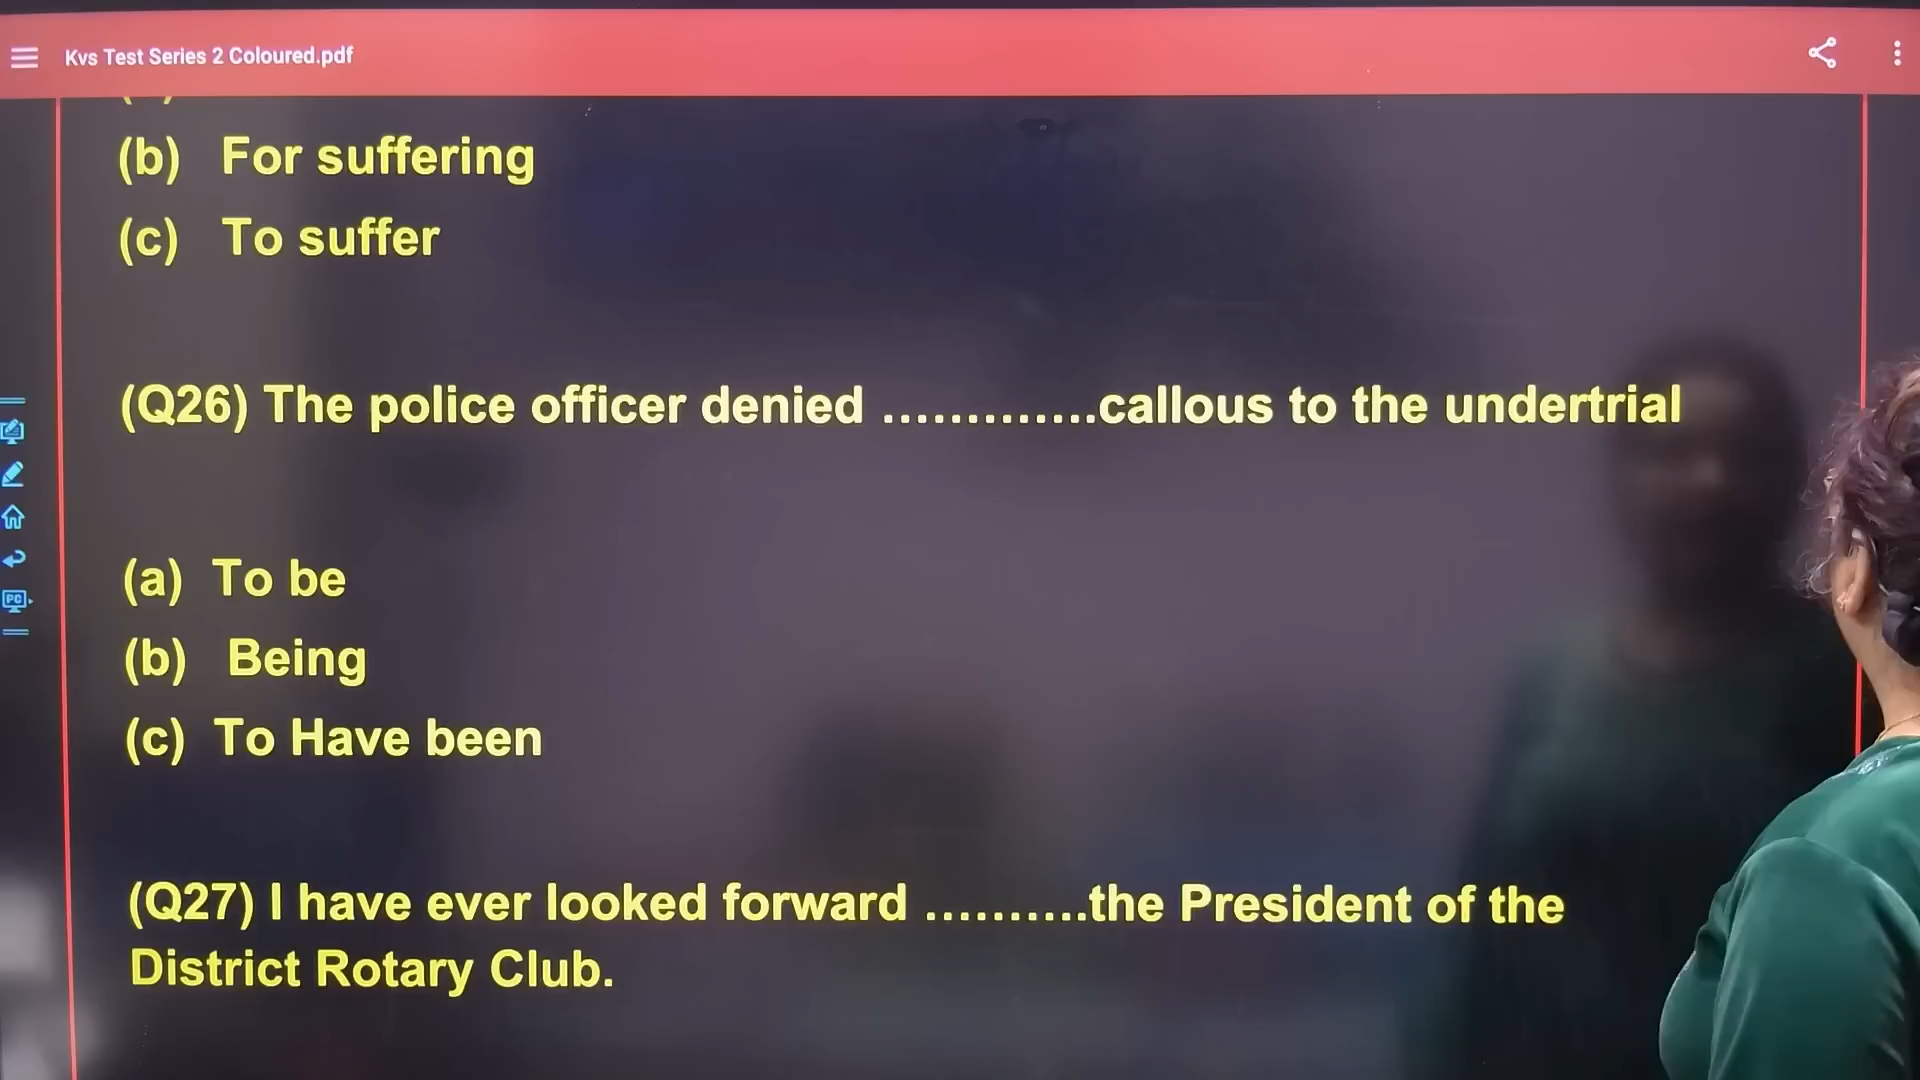 Kvs Test Series 2 Coloured.pdf
(b) For suffering
(c) To suffer
(Q26) The police officer denied .............callous to the undertrial
(a) To be
(b) Being
(c) To Have been
(Q27) I have ever looked forward ..........the President of the
District Rotary Club.
PC